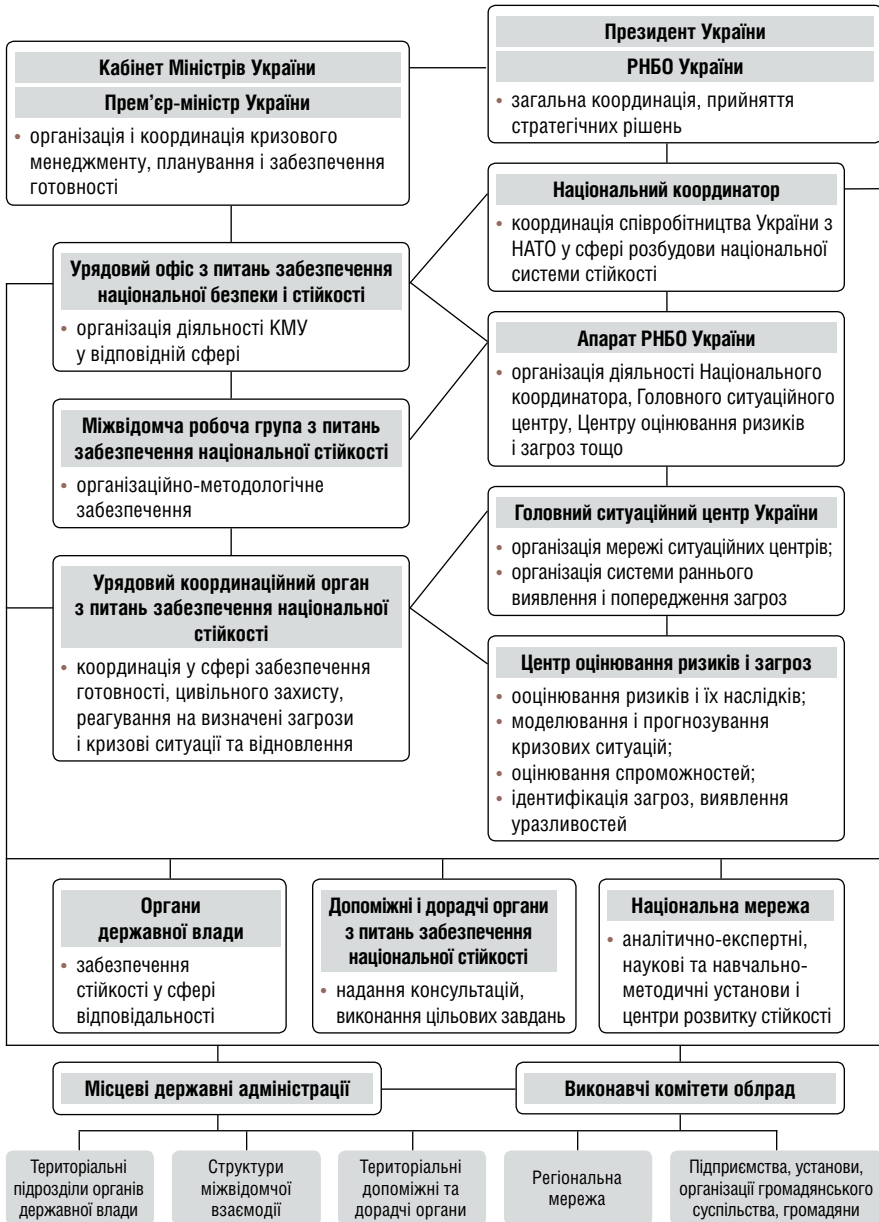 Кабінет Міністрів України
Прем’єр-міністр України
• організація і координація кризового
менеджменту, планування і забезпечення
готовності
Президент України
РНБО України
• загальна координація, прийняття
стратегічних рішень
Національний координатор
• координація співробітництва України з
НАТО у сфері розбудови національної
системи стійкості
Урядовий офіс з питань забезпечення
національної безпеки і стійкості
• організація діяльності КМУ
у відповідній сфері
Апарат РНБО України
• організація діяльності Національного
координатора, Головного ситуаційного
центру, Центру оцінювання ризиків
і загроз тощо
Міжвідомча робоча група з питань
забезпечення національної стійкості
• організаційно-методологічне
забезпечення
Головний ситуаційний центр України
• організація мережі ситуаційних центрів;
• організація системи раннього
виявлення і попередження загроз
Урядовий координаційний орган
з питань забезпечення національної
стійкості
• координація у сфері забезпечення
готовності, цивільного захисту,
реагування на визначені загрози
і кризові ситуації та відновлення
Центр оцінювання ризиків і загроз
• ооцінювання ризиків і їх наслідків;
• моделювання і прогнозування
кризових ситуацій;
• оцінювання спроможностей;
• ідентифікація загроз, виявлення
уразливостей
Органи
державної влади
• забезпечення
стійкості у сфері
відповідальності
Допоміжні і дорадчі органи
з питань забезпечення
національної стійкості
• надання консультацій,
виконання цільових завдань
Національна мережа
• аналітично-експертні,
наукові та навчально-
методичні установи і
центри розвитку стійкості
Місцеві державні адміністрації
Виконавчі комітети облрад
Територіальні
підрозділи органів
державної влади
Структури
міжвідомчої
взаємодії
Територіальні
допоміжні та
дорадчі органи
Регіональна
мережа
Підприємства, установи,
організації громадянського
суспільства, громадяни